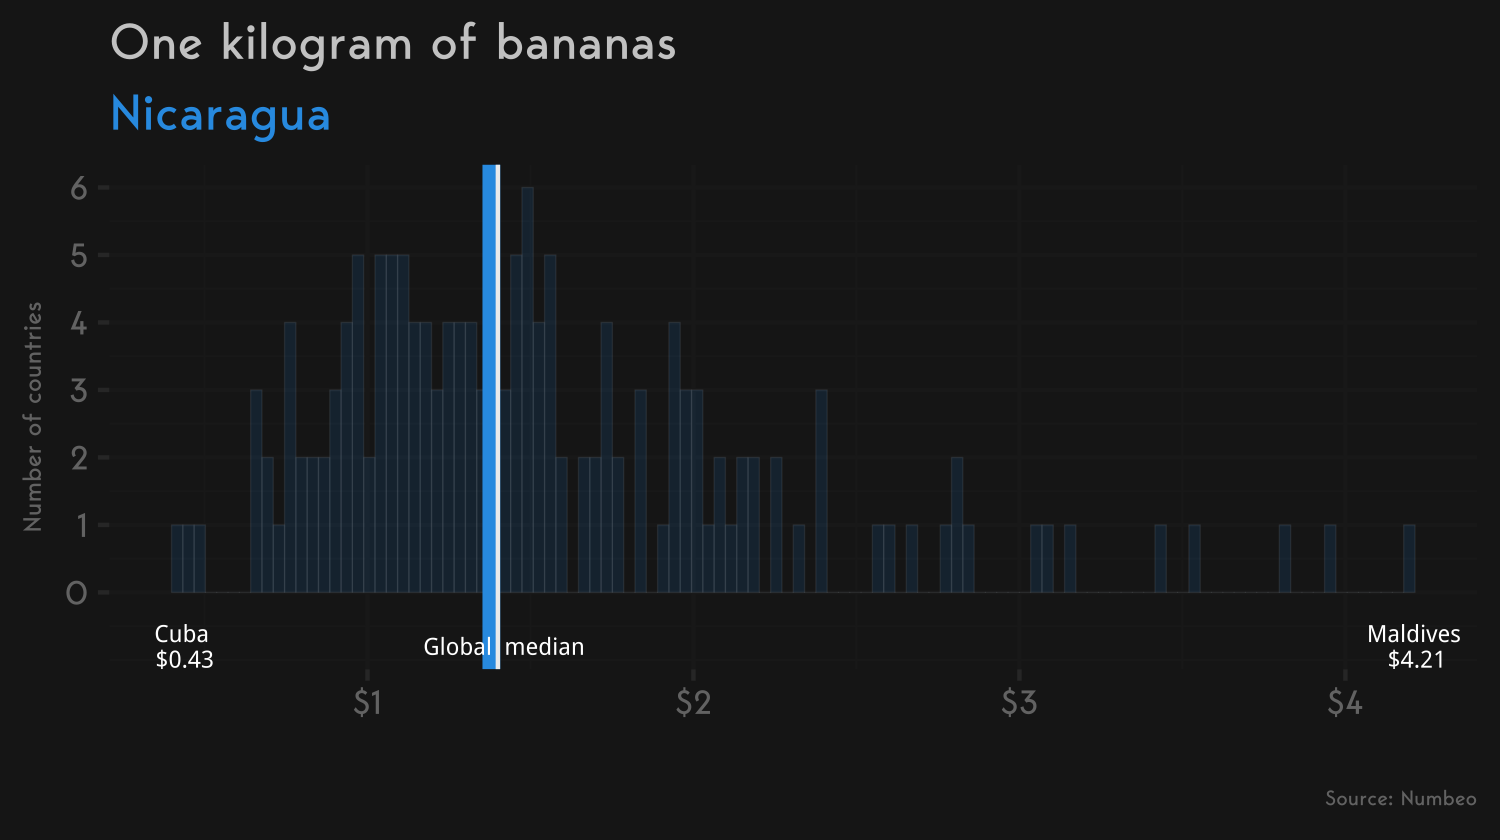 One kilogram of bananas
Nicaragua
Number of countries
6
5
4
3
2
1
0
Cuba
$0.43
Global median
Maldives
$4.21
$1
$2
$3
$4
Source: Numbeo